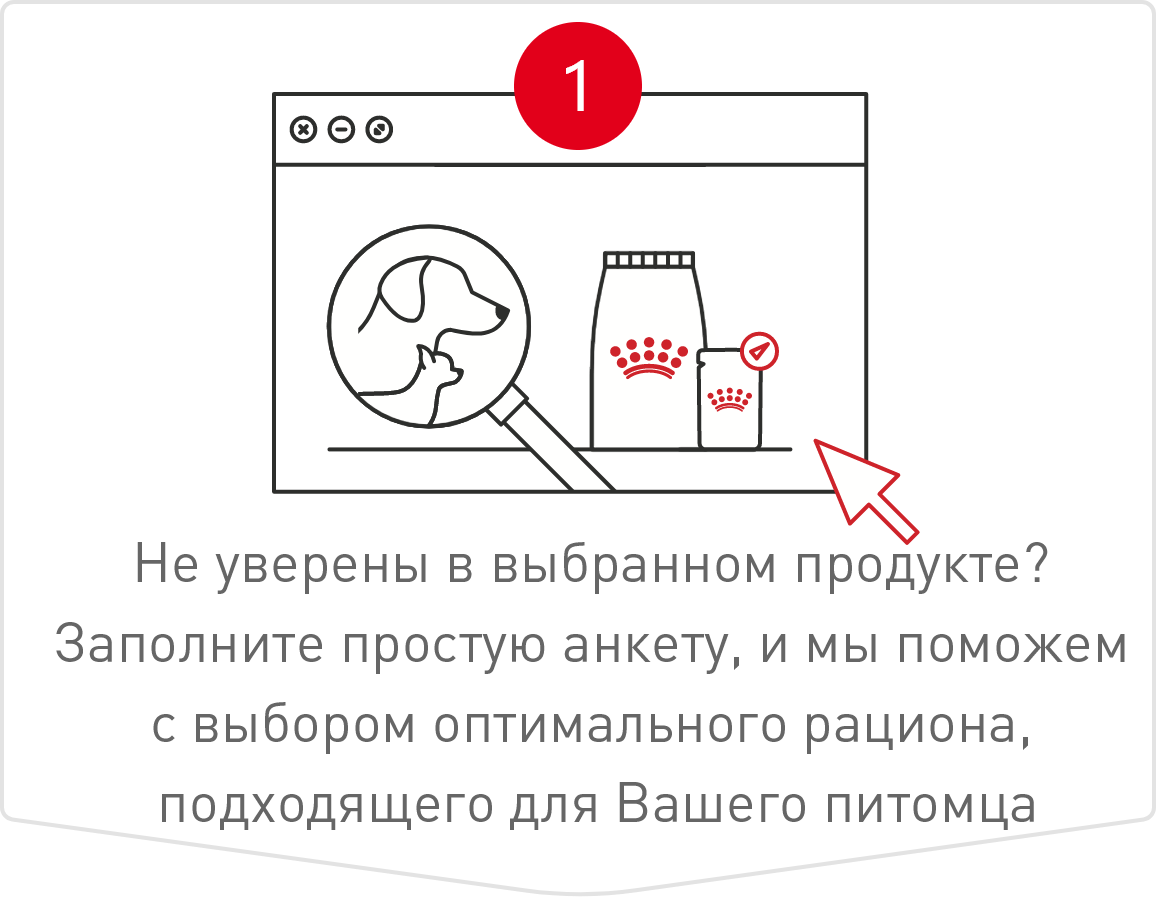 1
Не уверены в выбранном продукте?
Заполните простую анкету, и мы поможем
с выбором оптимального рациона,
подходящего для Вашего питомца